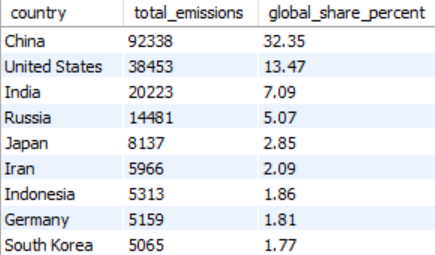 country total_emissions global_share_percent
China 92338 32.35
United States 38453 13.47
India 20223 7.09
Russia 14481 5.07
Japan 8137 2.85
Iran 5966 2.09
Indonesia 5313 1.86
Germany 5159 1.81
South Korea 5065 1.77